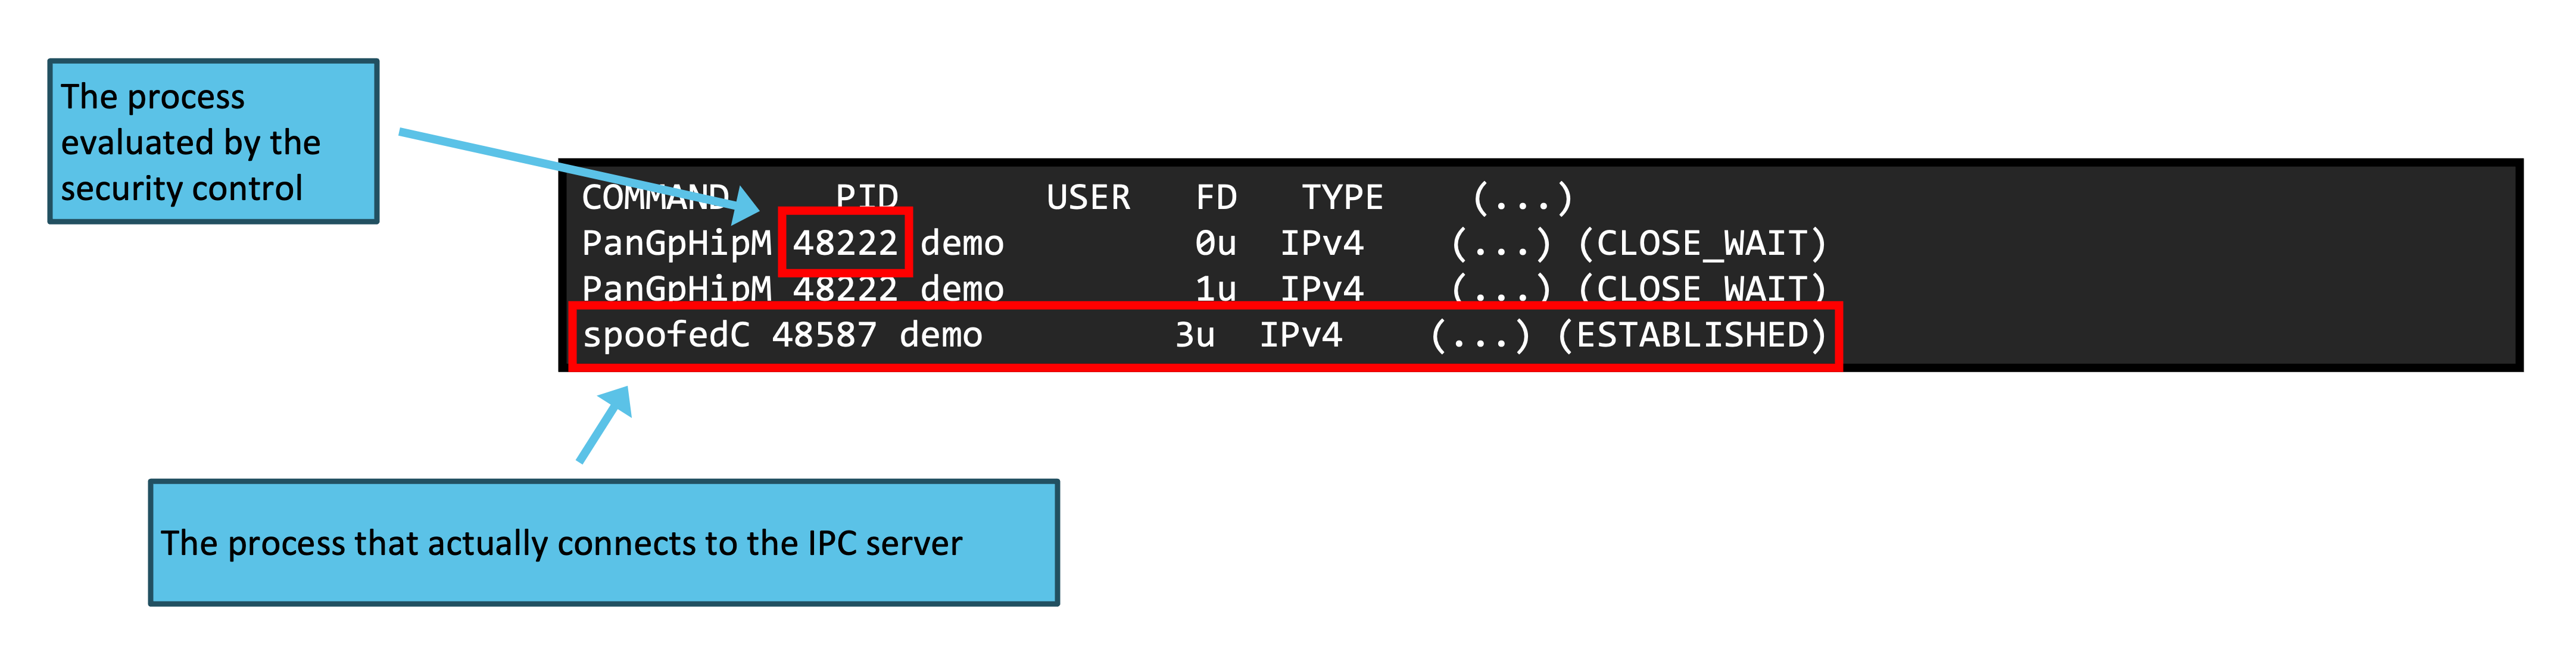 The process
evaluated by the
security control
COMMAND PID USER FD TYPE (...)
PanGpHipM 48222 demo 0u IPv4 (...) (CLOSE_WAIT)
PanGpHipM 48222 demo 1u IPv4 (...) (CLOSE_WAIT)
spoofedC 48587 demo 3u IPv4 (...) (ESTABLISHED)
The process that actually connects to the IPC server